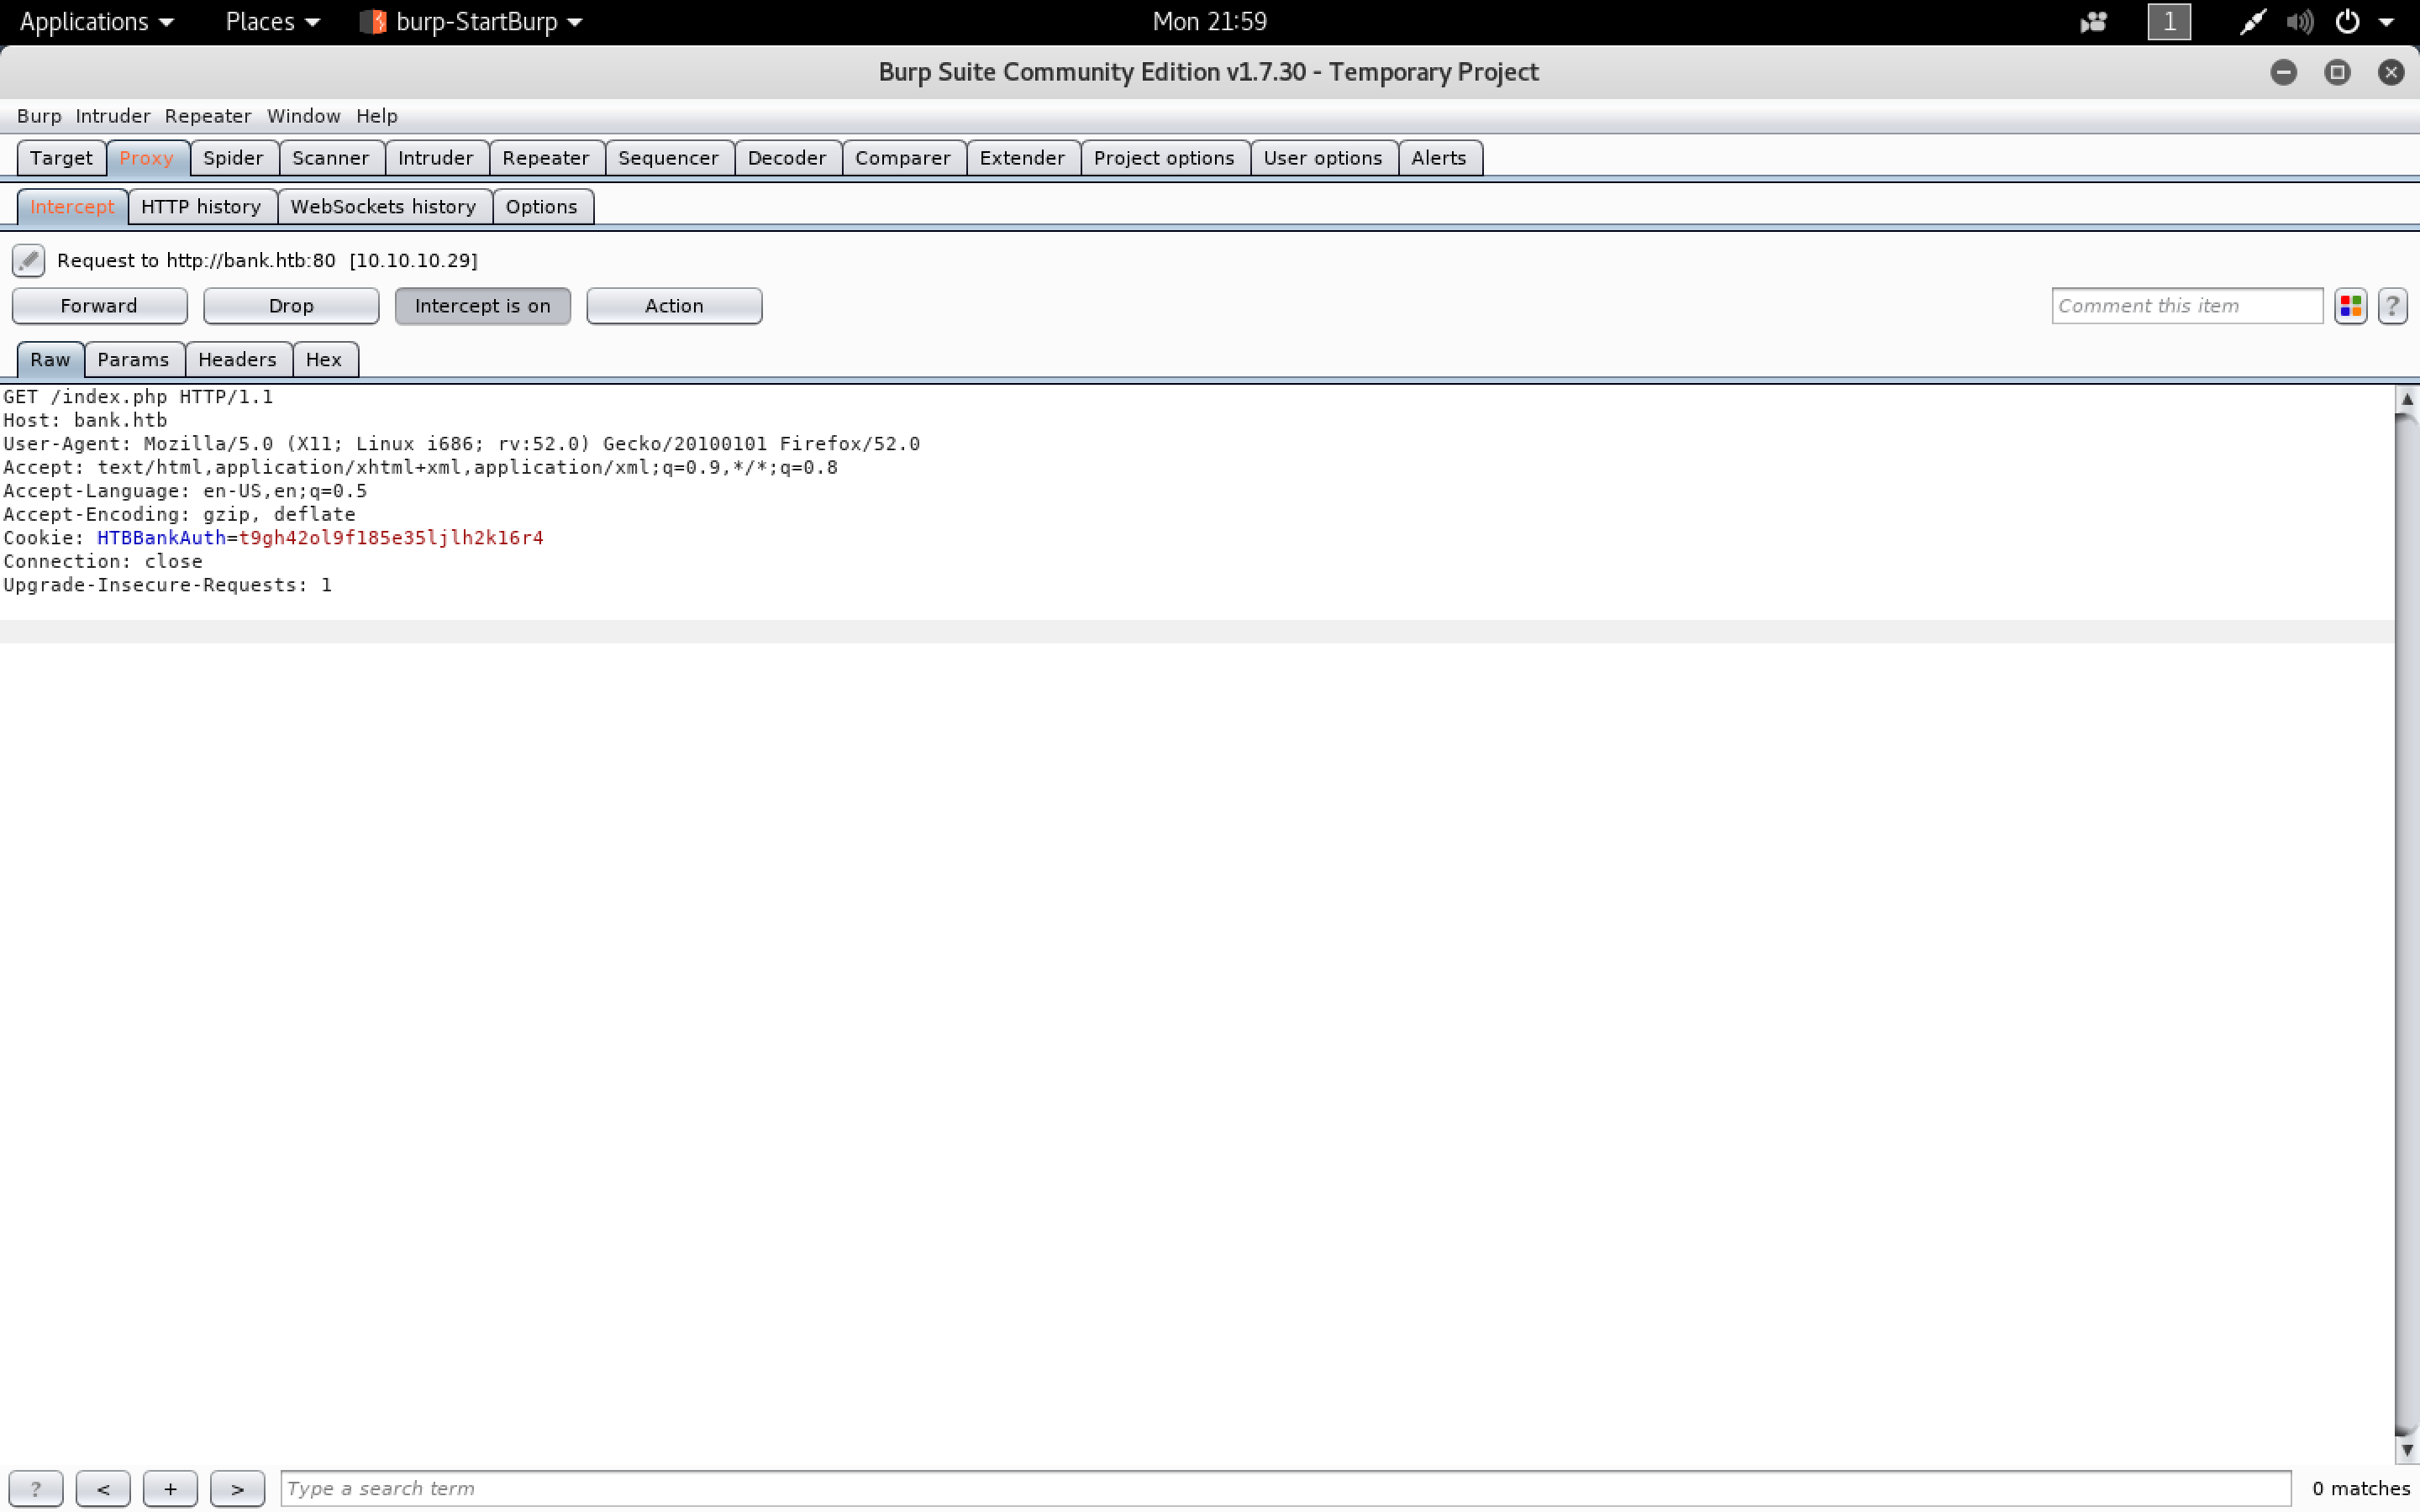 Applications Places burp-StartBurp Mon 21:59 1
Burp Suite Community Edition v1.7.30 - Temporary Project
Burp Intruder Repeater Window Help
Target Proxy Spider Scanner Intruder Repeater Sequencer Decoder Comparer Extender Project options User options Alerts
Intercept HTTP history WebSockets history Options
Request to http://bank.htb:80 [10.10.10.29]
Forward Drop Intercept is on Action Comment this item ?
Raw Params Headers Hex
GET /index.php HTTP/1.1
Host: bank.htb
User-Agent: Mozilla/5.0 (X11; Linux i686; rv:52.0) Gecko/20100101 Firefox/52.0
Accept: text/html,application/xhtml+xml,application/xml;q=0.9,*/*;q=0.8
Accept-Language: en-US,en;q=0.5
Accept-Encoding: gzip, deflate
Cookie: HTBBankAuth=t9gh42ol9f185e35ljlh2k16r4
Connection: close
Upgrade-Insecure-Requests: 1
? < + > Type a search term 0 matches